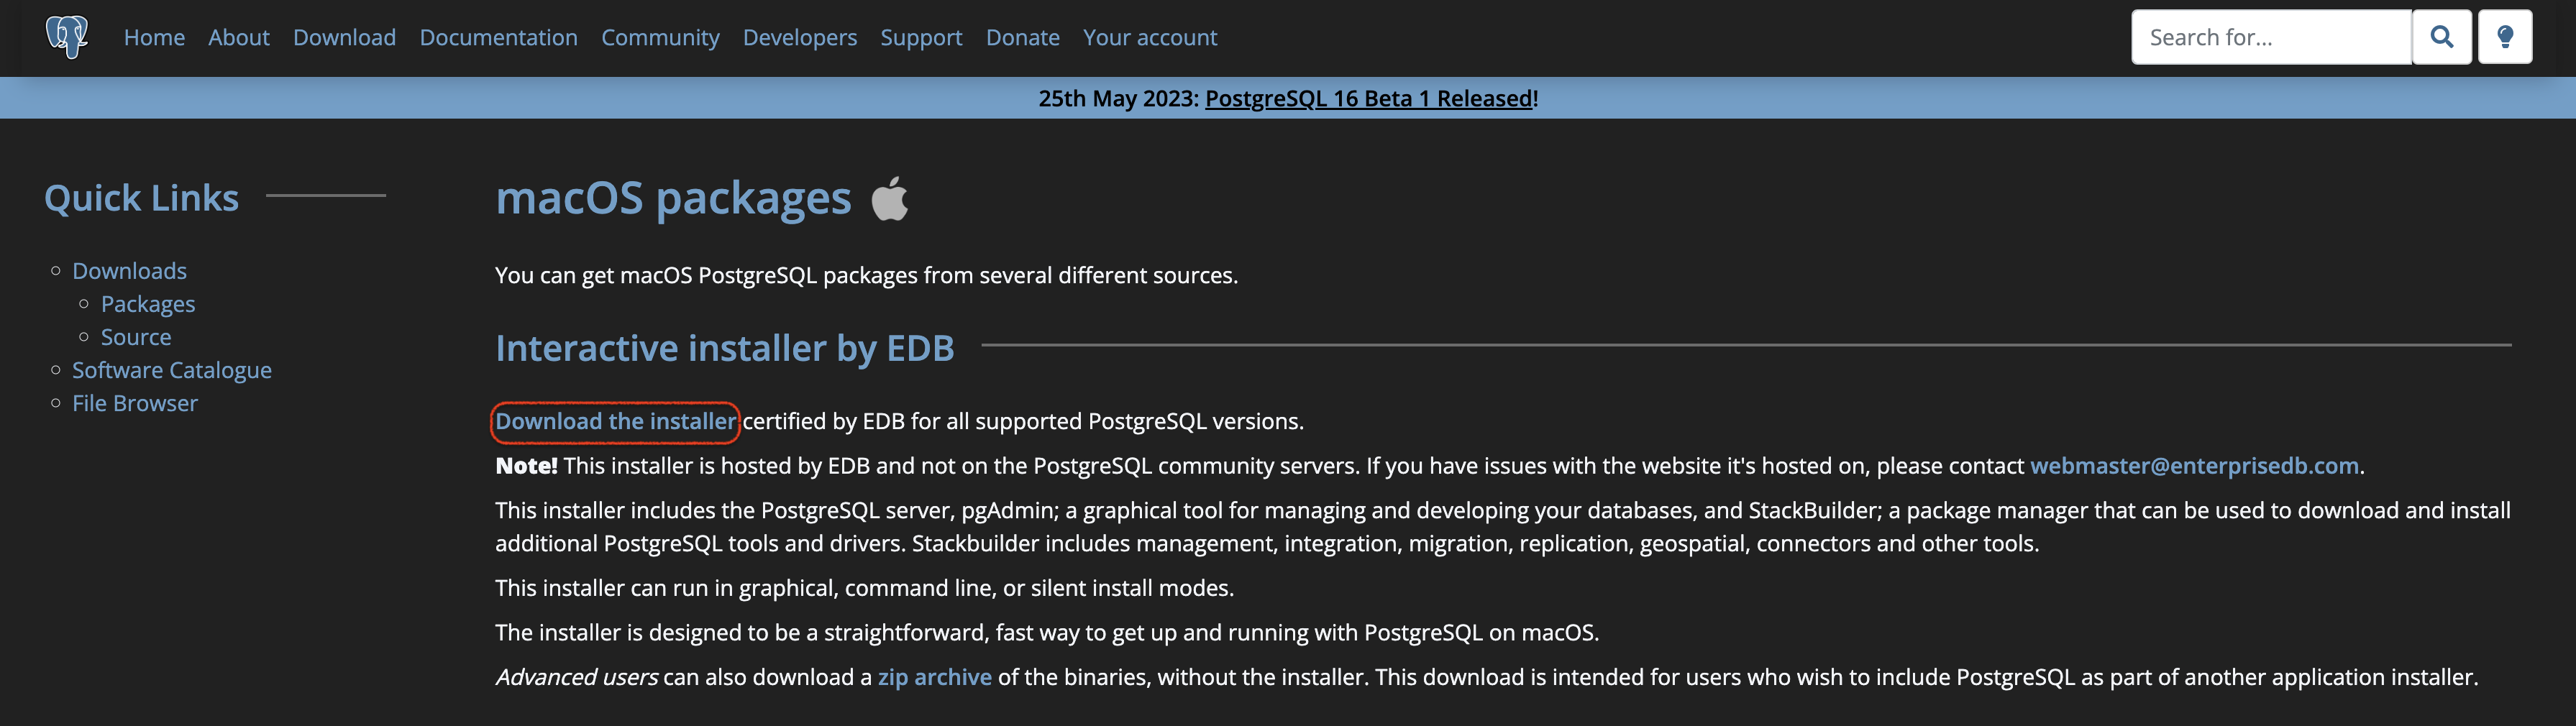 Home About Download Documentation Community Developers Support Donate Your account Search for...
25th May 2023: PostgreSQL 16 Beta 1 Released!
Quick Links
Downloads
Packages
Source
Software Catalogue
File Browser
macOS packages
You can get macOS PostgreSQL packages from several different sources.
Interactive installer by EDB
Download the installer certified by EDB for all supported PostgreSQL versions.
Note! This installer is hosted by EDB and not on the PostgreSQL community servers. If you have issues with the website it's hosted on, please contact webmaster@enterprisedb.com.
This installer includes the PostgreSQL server, pgAdmin; a graphical tool for managing and developing your databases, and StackBuilder; a package manager that can be used to download and install
additional PostgreSQL tools and drivers. Stackbuilder includes management, integration, migration, replication, geospatial, connectors and other tools.
This installer can run in graphical, command line, or silent install modes.
The installer is designed to be a straightforward, fast way to get up and running with PostgreSQL on macOS.
Advanced users can also download a zip archive of the binaries, without the installer. This download is intended for users who wish to include PostgreSQL as part of another application installer.